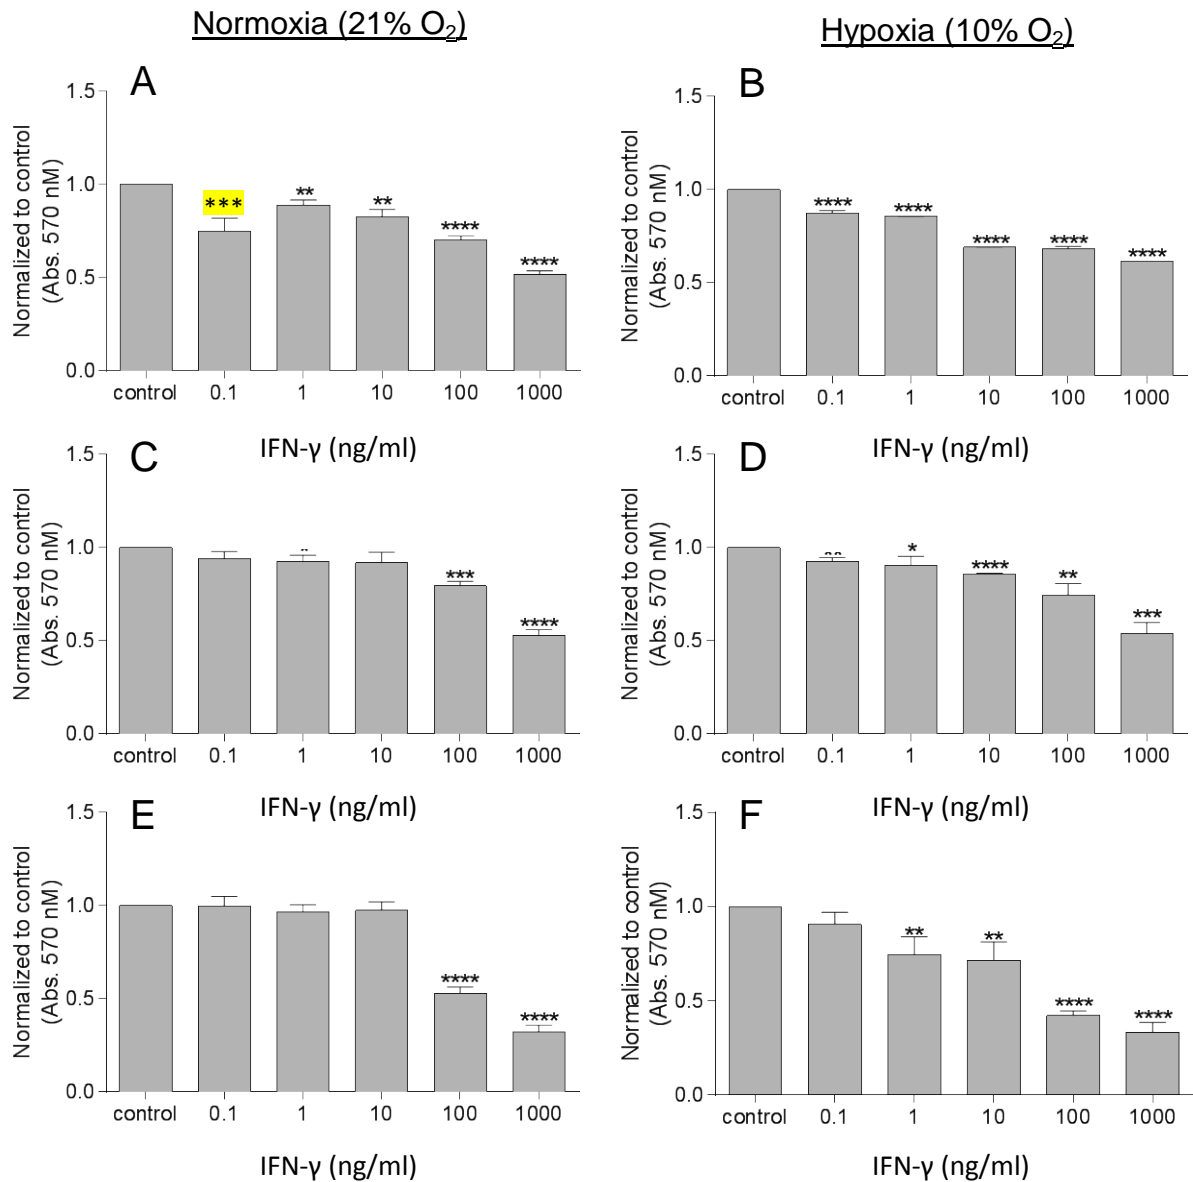 Normoxia (21% O2)
Hypoxia (10% O2)
A
Normalized to control
(Abs. 570 nM)
1.5
1.0
0.5
0.0
***
**
**
****
****
control 0.1 1 10 100 1000
IFN-γ (ng/ml)
B
Normalized to control
(Abs. 570 nM)
1.5
1.0
0.5
0.0
****
****
****
****
****
control 0.1 1 10 100 1000
IFN-γ (ng/ml)
C
Normalized to control
(Abs. 570 nM)
1.5
1.0
0.5
0.0
***
****
control 0.1 1 10 100 1000
IFN-γ (ng/ml)
D
Normalized to control
(Abs. 570 nM)
1.5
1.0
0.5
0.0
**
*
****
**
***
control 0.1 1 10 100 1000
IFN-γ (ng/ml)
E
Normalized to control
(Abs. 570 nM)
1.5
1.0
0.5
0.0
****
****
control 0.1 1 10 100 1000
IFN-γ (ng/ml)
F
Normalized to control
(Abs. 570 nM)
1.5
1.0
0.5
0.0
**
**
****
****
control 0.1 1 10 100 1000
IFN-γ (ng/ml)